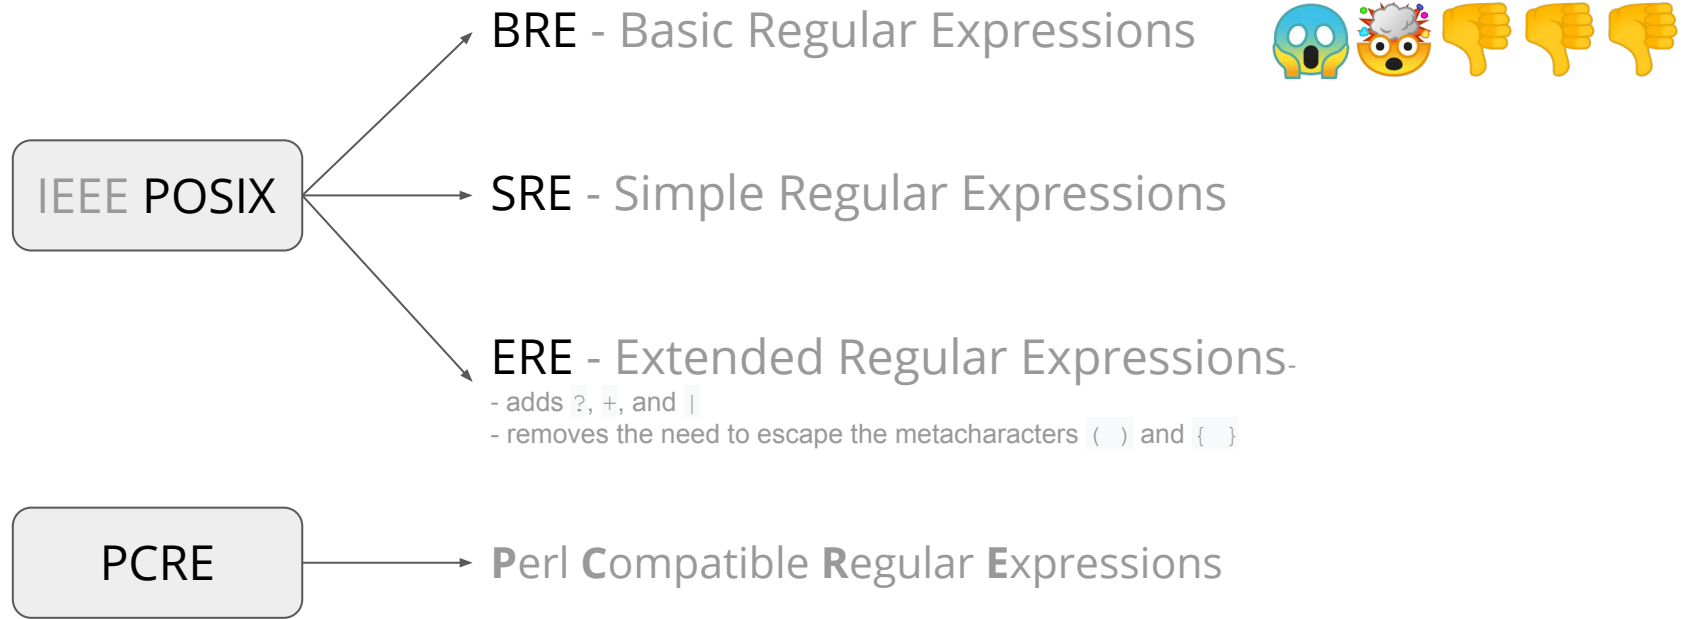 BRE - Basic Regular Expressions
IEEE POSIX
SRE - Simple Regular Expressions
ERE - Extended Regular Expressions-
- adds ?, +, and |
- removes the need to escape the metacharacters ( ) and { }
PCRE
Perl Compatible Regular Expressions